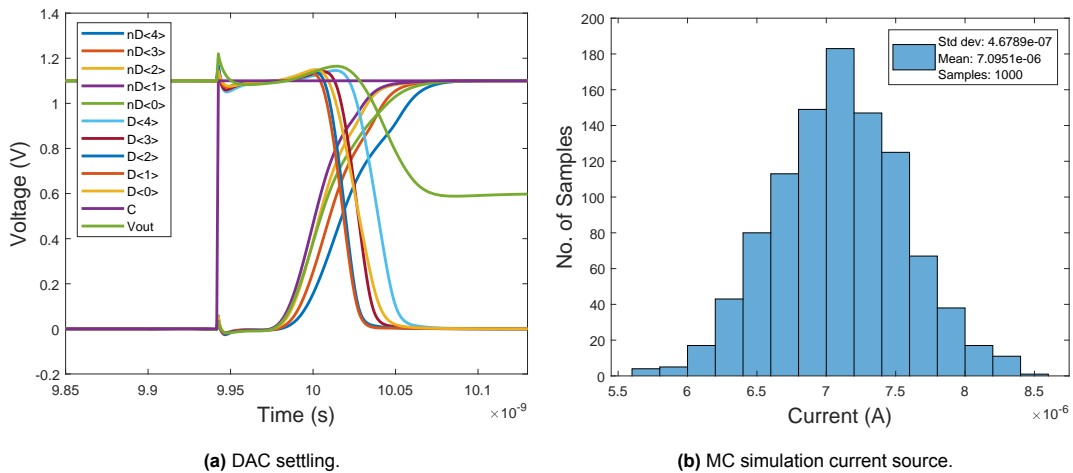 1.4
1.2
1
0.8
0.6
0.4
0.2
0
-0.2
Voltage (V)
nD<4>
nD<3>
nD<2>
nD<1>
nD<0>
D<4>
D<3>
D<2>
D<1>
D<0>
C
Vout
9.85 9.9 9.95 10 10.05 10.1
Time (s)
×10⁻⁹
(a) DAC settling.
200
180
160
140
120
100
80
60
40
20
0
No. of Samples
Std dev: 4.6789e-07
Mean: 7.0951e-06
Samples: 1000
5.5 6 6.5 7 7.5 8 8.5
Current (A)
×10⁻⁶
(b) MC simulation current source.